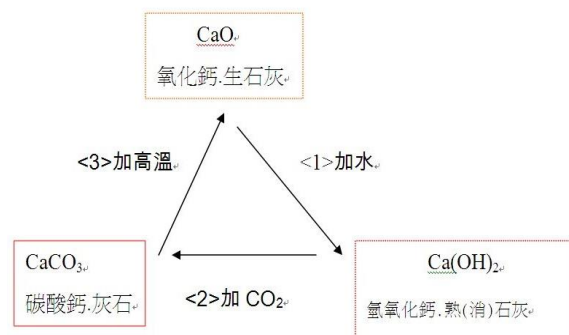 CaO
氧化鈣.生石灰
<3>加高溫
<1>加水
CaCO₃
碳酸鈣.灰石
<2>加 CO₂
Ca(OH)₂
氫氧化鈣.熟(消)石灰